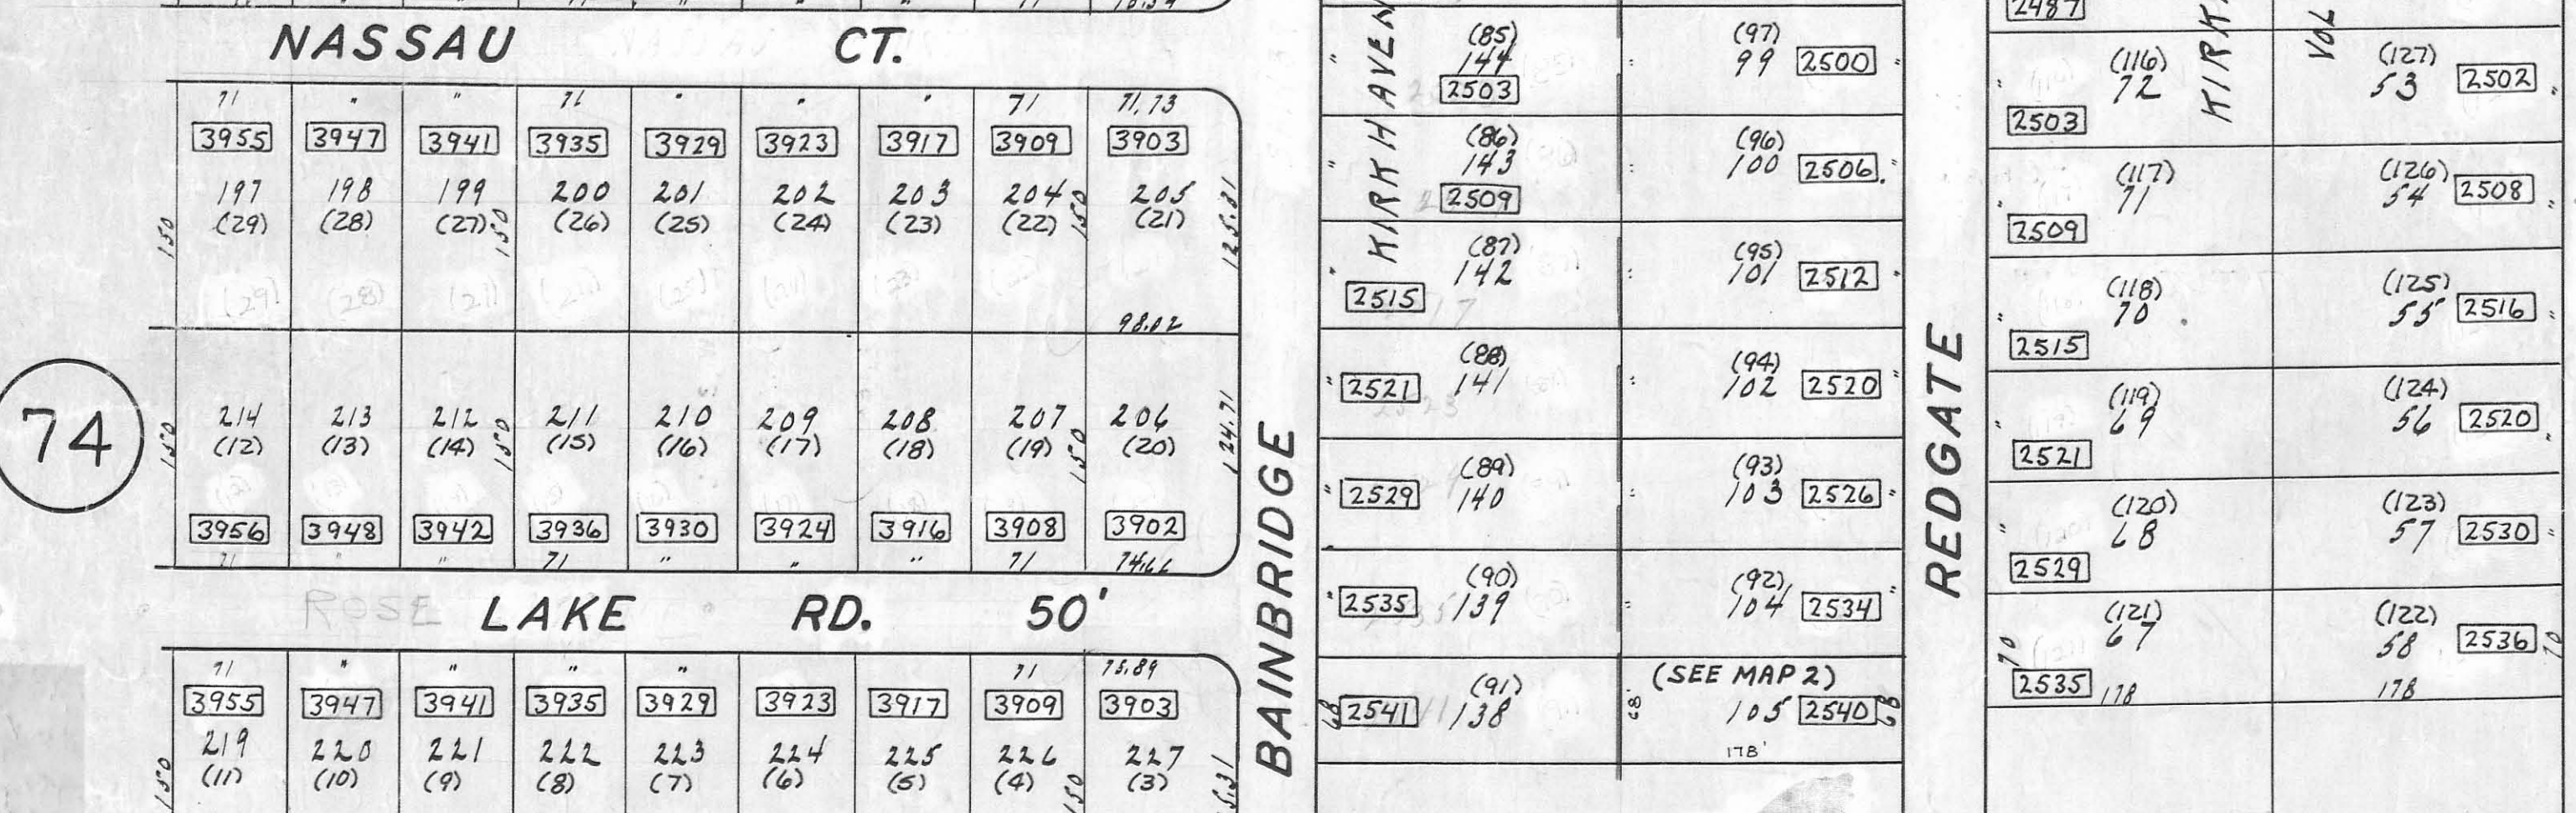 NASSAU CT.
71 " " 71 " " " 71 71.73
3955 3947 3941 3935 3929 3923 3917 3909 3903
197 198 199 200 201 202 203 204 205
(29) (28) (27) (26) (25) (24) (23) (22) (21)
150 150 150 125.31
98.02
74
214 213 212 211 210 209 208 207 206
(12) (13) (14) (15) (16) (17) (18) (19) (20)
150 150 150 124.71
3956 3948 3942 3936 3930 3924 3916 3908 3902
71 " " 71 " " " 71 74.66
ROSE LAKE RD. 50'
71 " " " " 71 75.89
3955 3947 3941 3935 3929 3923 3917 3909 3903
219 220 221 222 223 224 225 226 227
(11) (10) (9) (8) (7) (6) (5) (4) (3)
150 150
BAINBRIDGE
KIRKHAVEN
(85)
144
2503
(86)
143
2509
(87)
142
2515
(88)
141
2521
(89)
140
2529
(90)
139
2535
(91)
138
2541
68
(97)
99 2500
(96)
100 2506
(95)
101 2512
(94)
102 2520
(93)
103 2526
(92)
104 2534
(SEE MAP 2)
68' 105 2540 68
178'
REDGATE
2487
KIRK
VOL
(116)
72
2503
(117)
71
2509
(118)
70
2515
(119)
69
2521
(120)
68
2529
(121)
67
70
2535 178
(127)
53 2502
(126)
54 2508
(125)
55 2516
(124)
56 2520
(123)
57 2530
(122)
58 2536 70
178